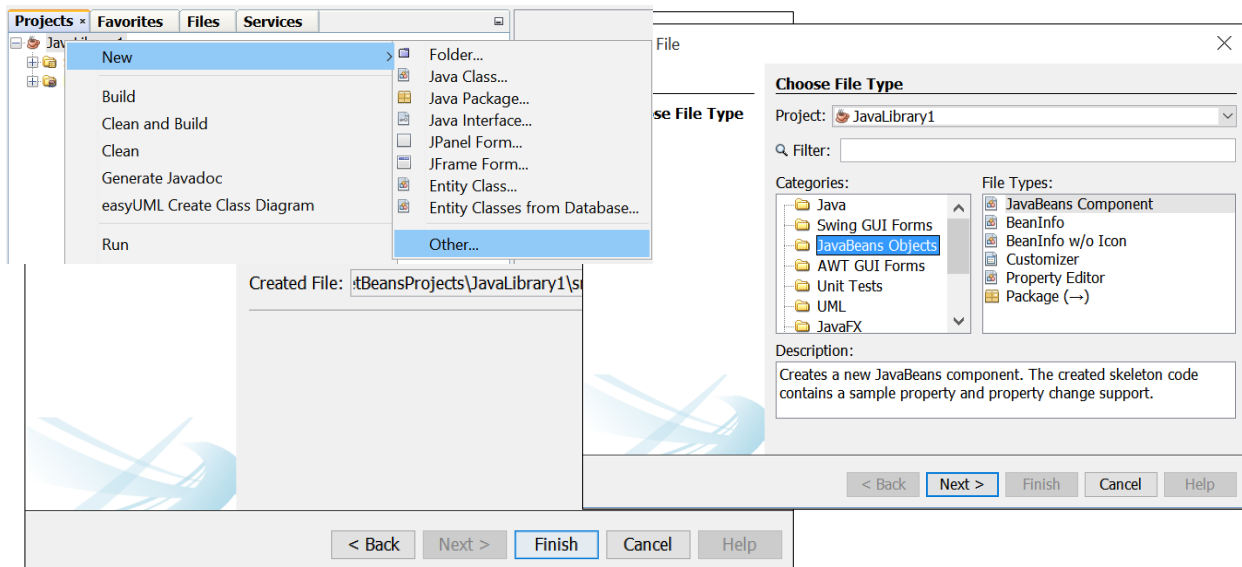 Projects × Favorites Files Services
New
Build
Clean and Build
Clean
Generate Javadoc
easyUML Create Class Diagram
Run
Folder...
Java Class...
Java Package...
Java Interface...
JPanel Form...
JFrame Form...
Entity Class...
Entity Classes from Database...
Other...
Created File: tBeansProjects\JavaLibrary1\s
< Back Next > Finish Cancel Help
File
se File Type
Choose File Type
Project: JavaLibrary1
Filter:
Categories:
Java
Swing GUI Forms
JavaBeans Objects
AWT GUI Forms
Unit Tests
UML
JavaFX
File Types:
JavaBeans Component
BeanInfo
BeanInfo w/o Icon
Customizer
Property Editor
Package (→)
Description:
Creates a new JavaBeans component. The created skeleton code
contains a sample property and property change support.
< Back Next > Finish Cancel Help